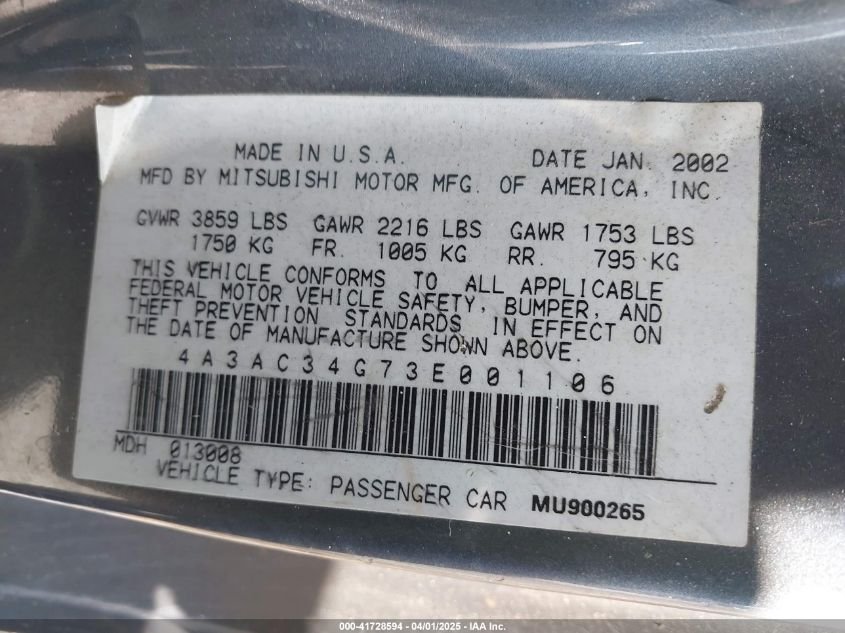 MADE IN U.S.A. DATE JAN. 2002
MFD BY MITSUBISHI MOTOR MFG. OF AMERICA, INC.
GVWR 3859 LBS GAWR 2216 LBS GAWR 1753 LBS
1750 KG FR. 1005 KG RR. 795 KG
THIS VEHICLE CONFORMS TO ALL APPLICABLE
FEDERAL MOTOR VEHICLE SAFETY, BUMPER, AND
THEFT PREVENTION STANDARDS IN EFFECT ON
THE DATE OF MANUFACTURE SHOWN ABOVE.
4A3AC34G73E001106
MDH 013008
VEHICLE TYPE: PASSENGER CAR MU900265
000-41728594 - 04/01/2025 - IAA Inc.